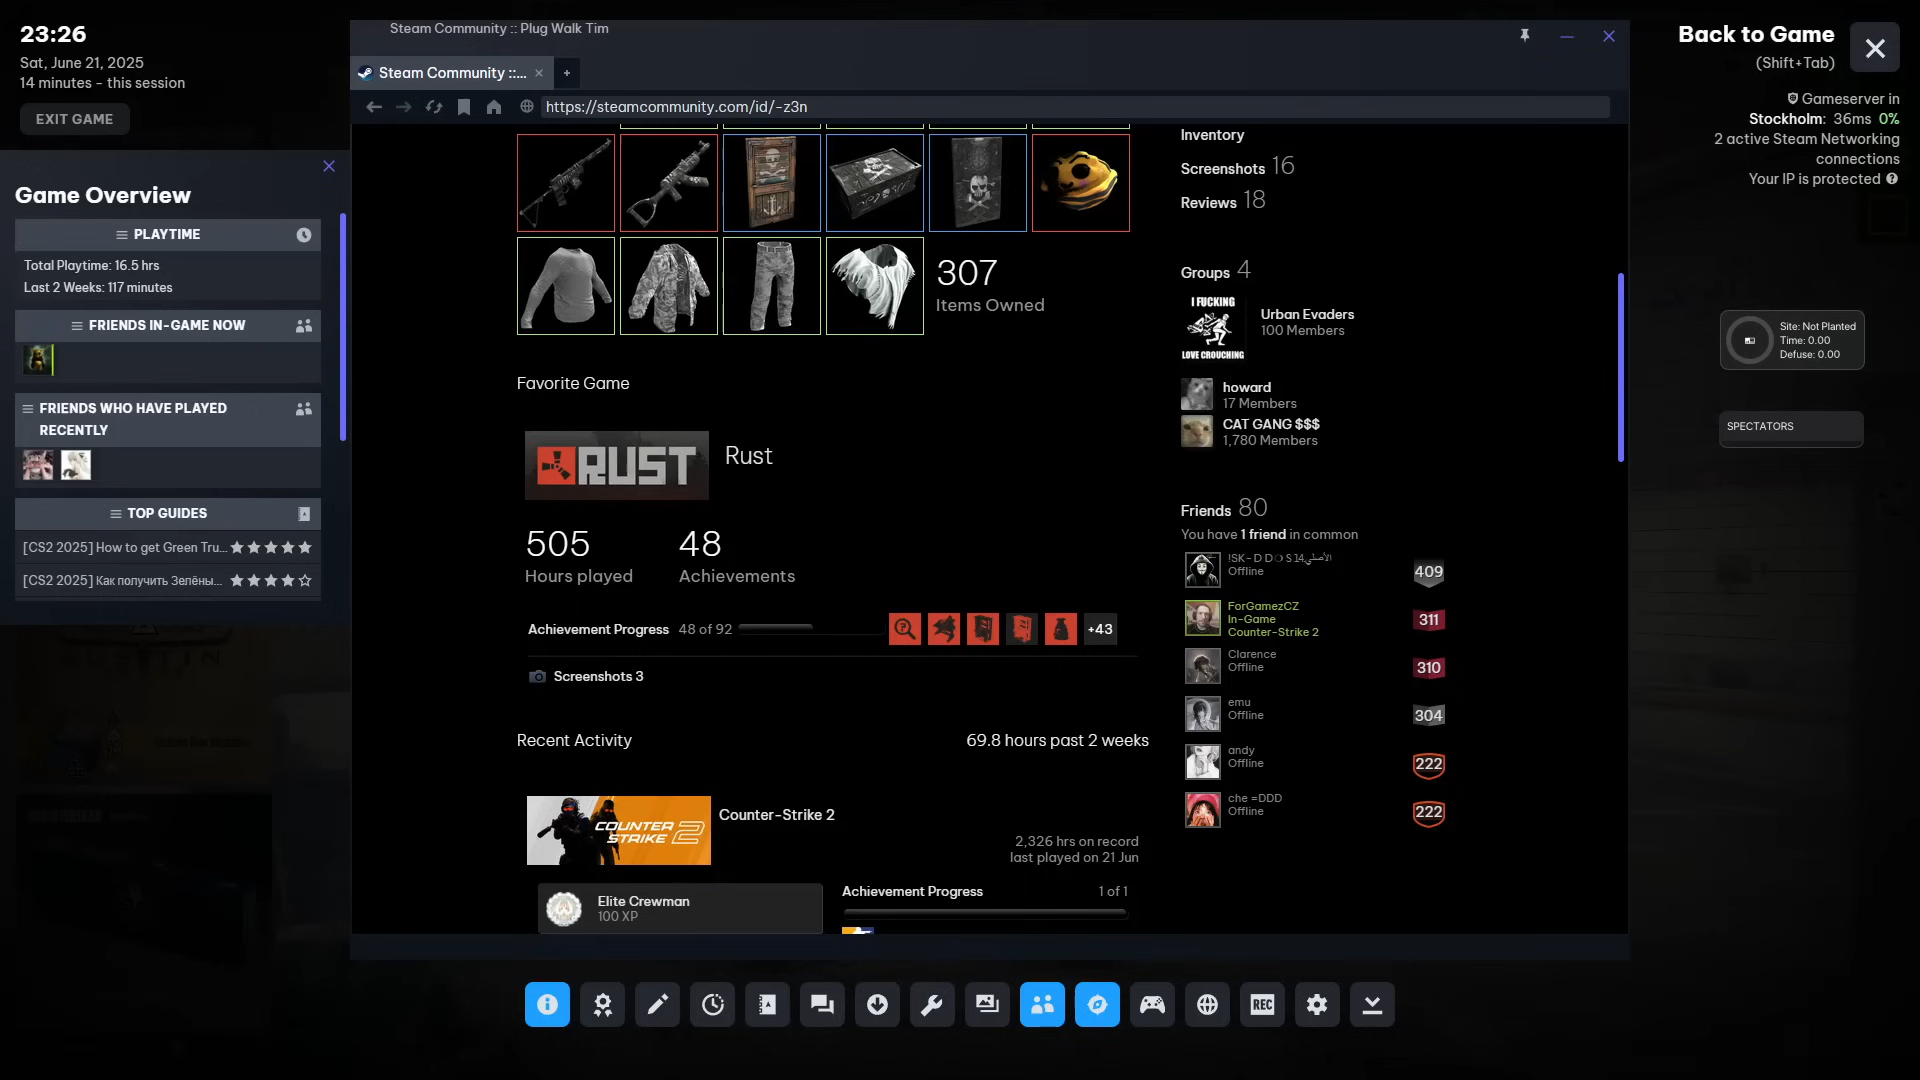 23:26
Sat, June 21, 2025
14 minutes - this session
EXIT GAME
Game Overview
PLAYTIME
Total Playtime: 16.5 hrs
Last 2 Weeks: 117 minutes
FRIENDS IN-GAME NOW
FRIENDS WHO HAVE PLAYED
RECENTLY
TOP GUIDES
[CS2 2025] How to get Green Tru...
[CS2 2025] Как получить Зелёны...
Steam Community :: Plug Walk Tim
Steam Community ::...
https://steamcommunity.com/id/-z3n
307
Items Owned
Favorite Game
RUST
Rust
505
Hours played
48
Achievements
Achievement Progress 48 of 92
+43
Screenshots 3
Recent Activity
69.8 hours past 2 weeks
COUNTER STRIKE 2
Counter-Strike 2
2,326 hrs on record
last played on 21 Jun
Elite Crewman
100 XP
Achievement Progress
1 of 1
Inventory
Screenshots 16
Reviews 18
Groups 4
I FUCKING
LOVE CROUCHING
Urban Evaders
100 Members
howard
17 Members
CAT GANG $$$
1,780 Members
Friends 80
You have 1 friend in common
Offline
409
ForGamezCZ
In-Game
Counter-Strike 2
311
Clarence
Offline
310
emu
Offline
304
andy
Offline
222
che =DDD
Offline
222
REC
Back to Game
(Shift+Tab)
Gameserver in
Stockholm: 36ms 0%
2 active Steam Networking
connections
Your IP is protected
Site: Not Planted
Time: 0.00
Defuse: 0.00
SPECTATORS